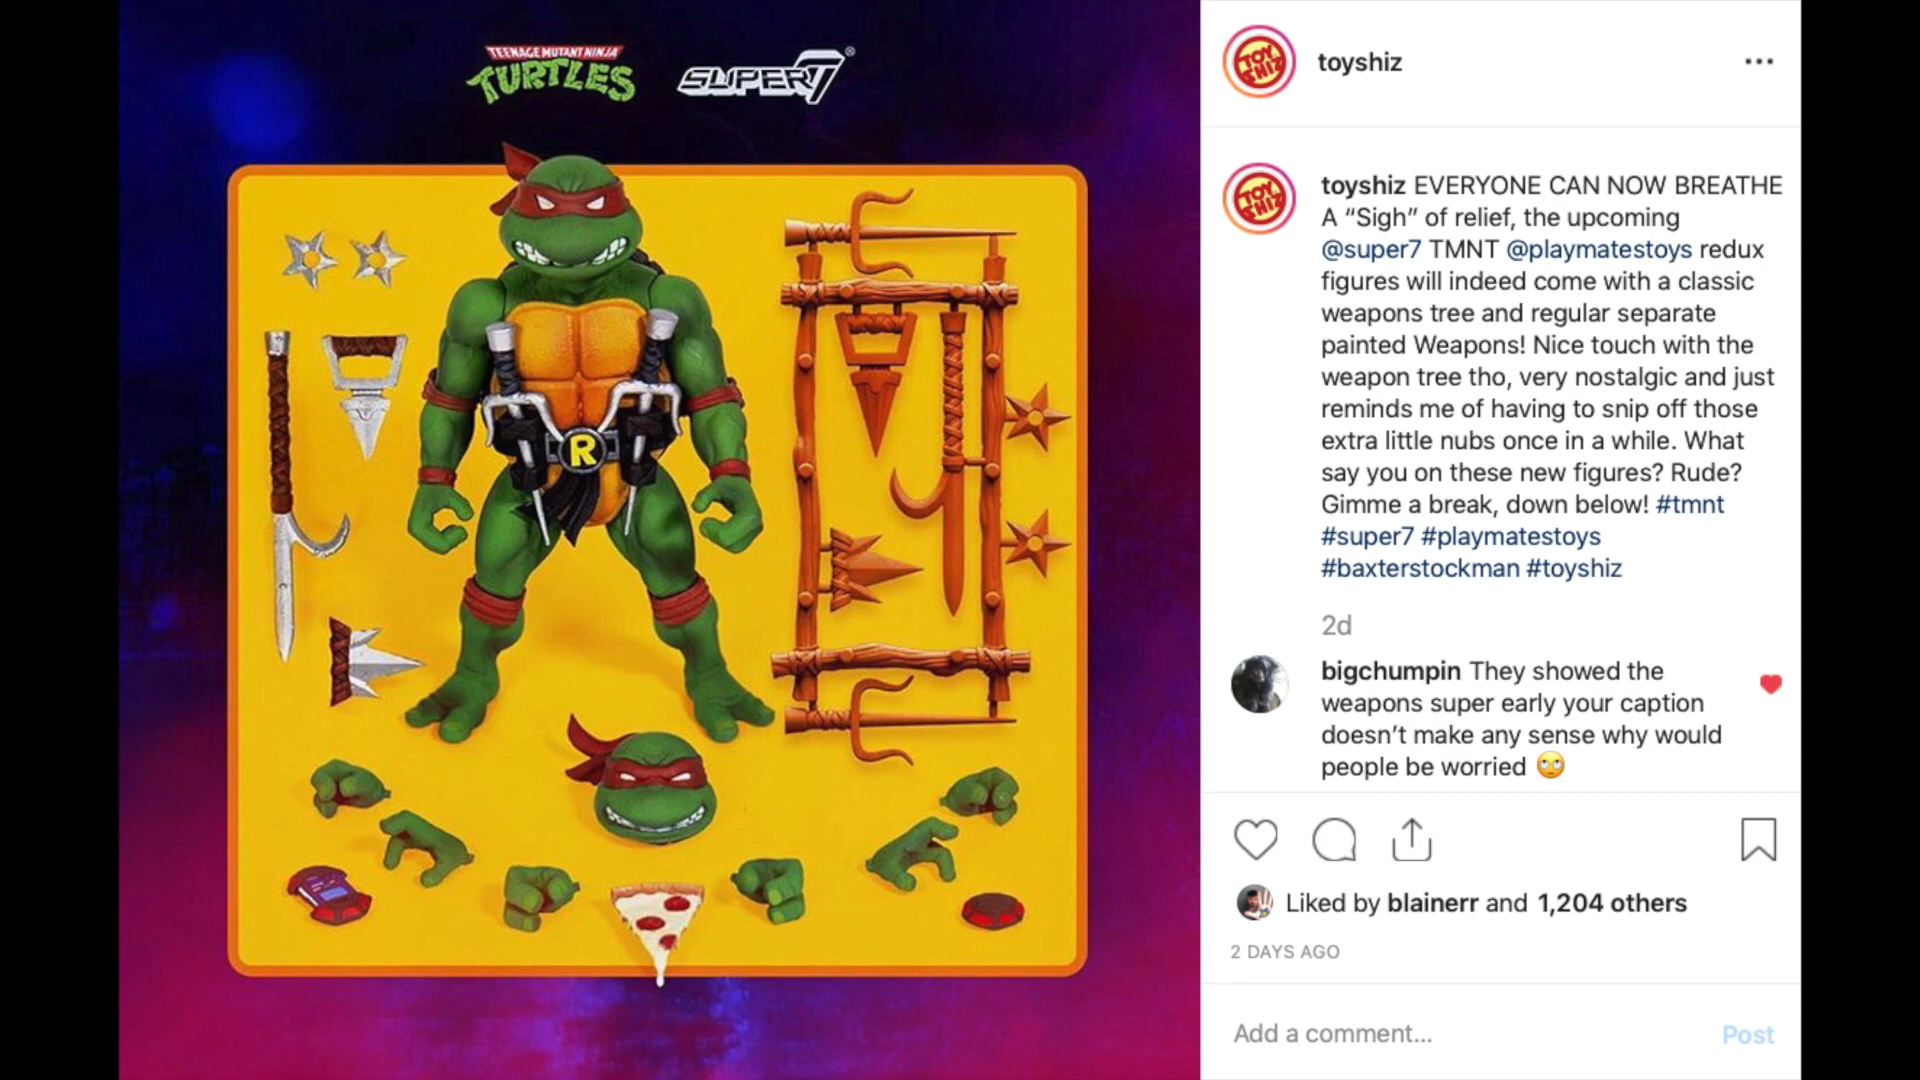 TEENAGE MUTANT NINJA
TURTLES
SUPER7®
R
TOY
SHIZ
toyshiz
TOY
SHIZ
toyshiz EVERYONE CAN NOW BREATHE
A “Sigh” of relief, the upcoming
@super7 TMNT @playmatestoys redux
figures will indeed come with a classic
weapons tree and regular separate
painted Weapons! Nice touch with the
weapon tree tho, very nostalgic and just
reminds me of having to snip off those
extra little nubs once in a while. What
say you on these new figures? Rude?
Gimme a break, down below! #tmnt
#super7 #playmatestoys
#baxterstockman #toyshiz
2d
bigchumpin They showed the
weapons super early your caption
doesn’t make any sense why would
people be worried 🙄
Liked by blainerr and 1,204 others
2 DAYS AGO
Add a comment...
Post